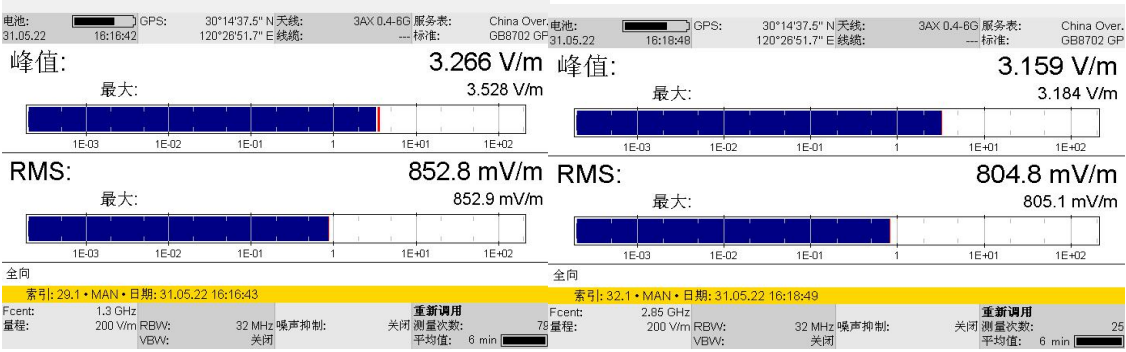 电池: GPS: 30°14'37.5" N 天线: 3AX 0.4-6G 服务表: China Over.
31.05.22 16:16:42 120°26'51.7" E 线缆: --- 标准: GB8702 GP
峰值: 3.266 V/m
最大: 3.528 V/m
1E-03 1E-02 1E-01 1 1E+01 1E+02
RMS: 852.8 mV/m
最大: 852.9 mV/m
1E-03 1E-02 1E-01 1 1E+01 1E+02
全向
索引: 29.1 • MAN • 日期: 31.05.22 16:16:43
Fcent: 1.3 GHz 重新调用
量程: 200 V/m RBW: 32 MHz 噪声抑制: 关闭 测量次数: 78
VBW: 关闭 平均值: 6 min
电池: GPS: 30°14'37.5" N 天线: 3AX 0.4-6G 服务表: China Over.
31.05.22 16:18:48 120°26'51.7" E 线缆: --- 标准: GB8702 GP
峰值: 3.159 V/m
最大: 3.184 V/m
1E-03 1E-02 1E-01 1 1E+01 1E+02
RMS: 804.8 mV/m
最大: 805.1 mV/m
1E-03 1E-02 1E-01 1 1E+01 1E+02
全向
索引: 32.1 • MAN • 日期: 31.05.22 16:18:49
Fcent: 2.85 GHz 重新调用
量程: 200 V/m RBW: 32 MHz 噪声抑制: 关闭 测量次数: 25
VBW: 关闭 平均值: 6 min